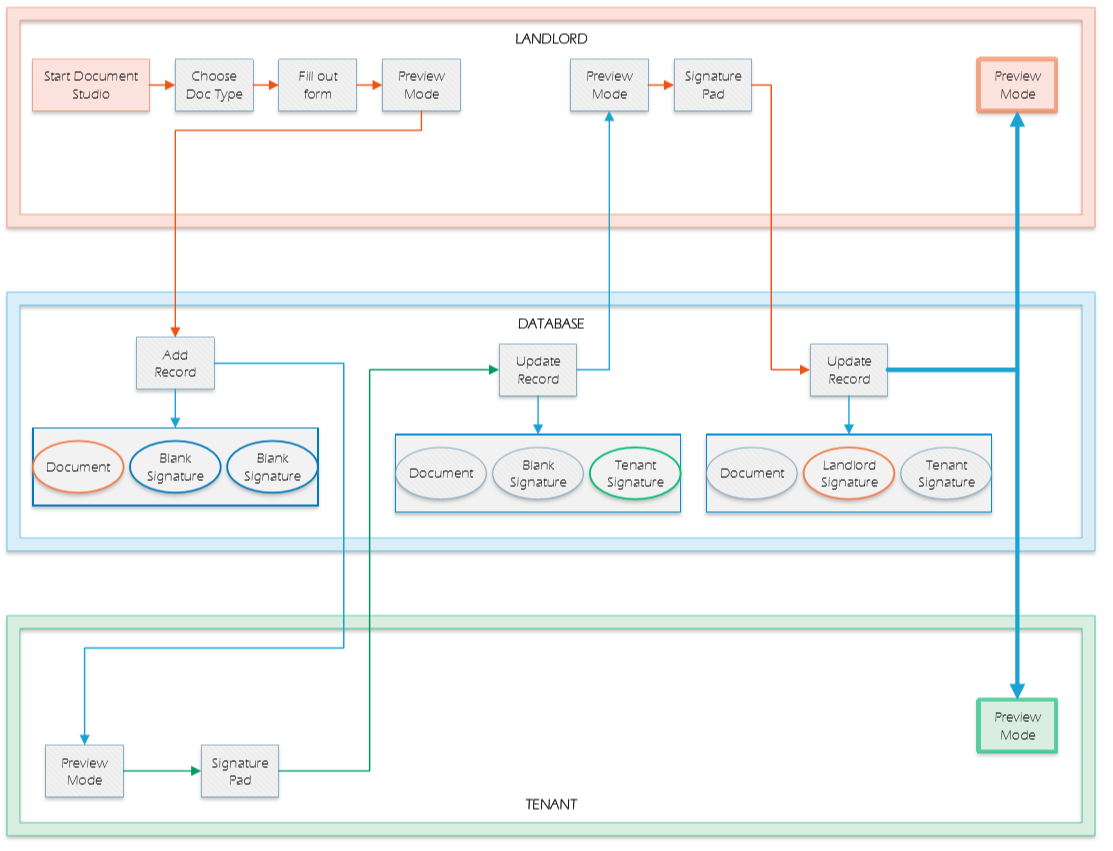 LANDLORD
Start Document
Studio
Choose
Doc Type
Fill out
form
Preview
Mode
Preview
Mode
Signature
Pad
Preview
Mode
DATABASE
Add
Record
Update
Record
Update
Record
Document
Blank
Signature
Blank
Signature
Document
Blank
Signature
Tenant
Signature
Document
Landlord
Signature
Tenant
Signature
Preview
Mode
Preview
Mode
Signature
Pad
TENANT